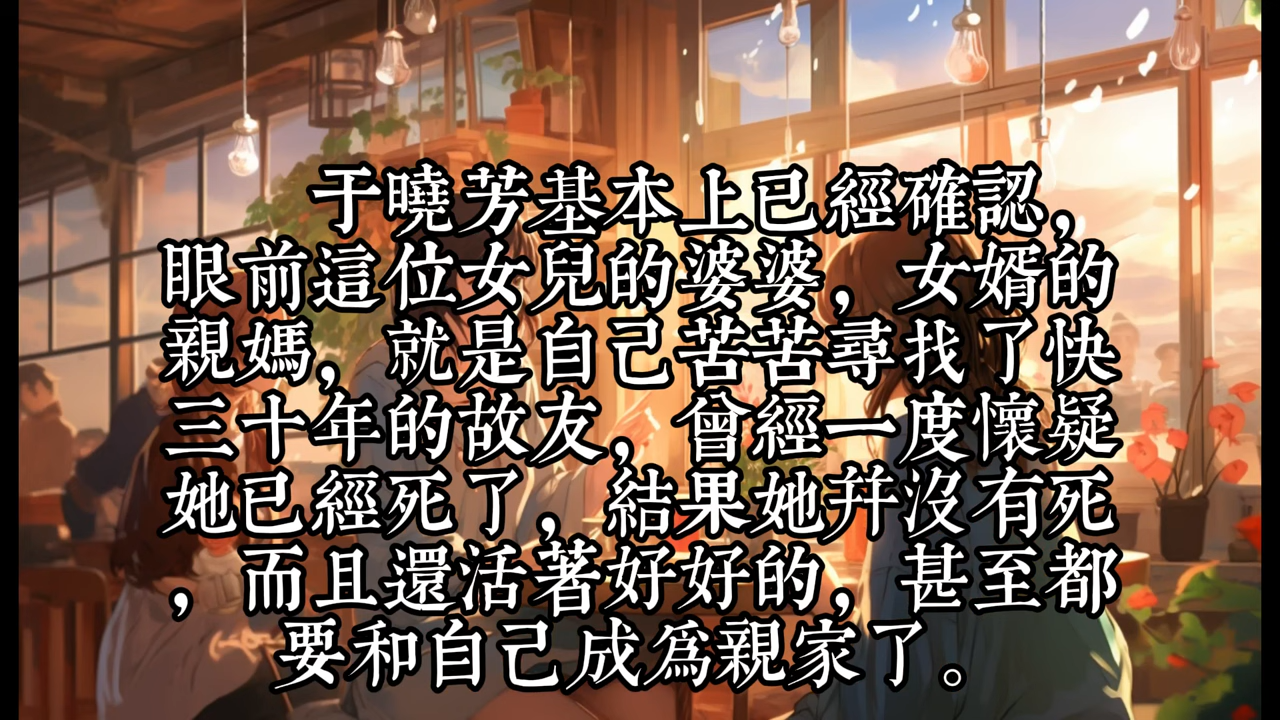 于曉芳基本上已經確認，
眼前這位女兒的婆婆，女婿的
親媽，就是自己苦苦尋找了快
三十年的故友，曾經一度懷疑
她已經死了，結果她并沒有死
，而且還活著好好的，甚至都
要和自己成爲親家了。